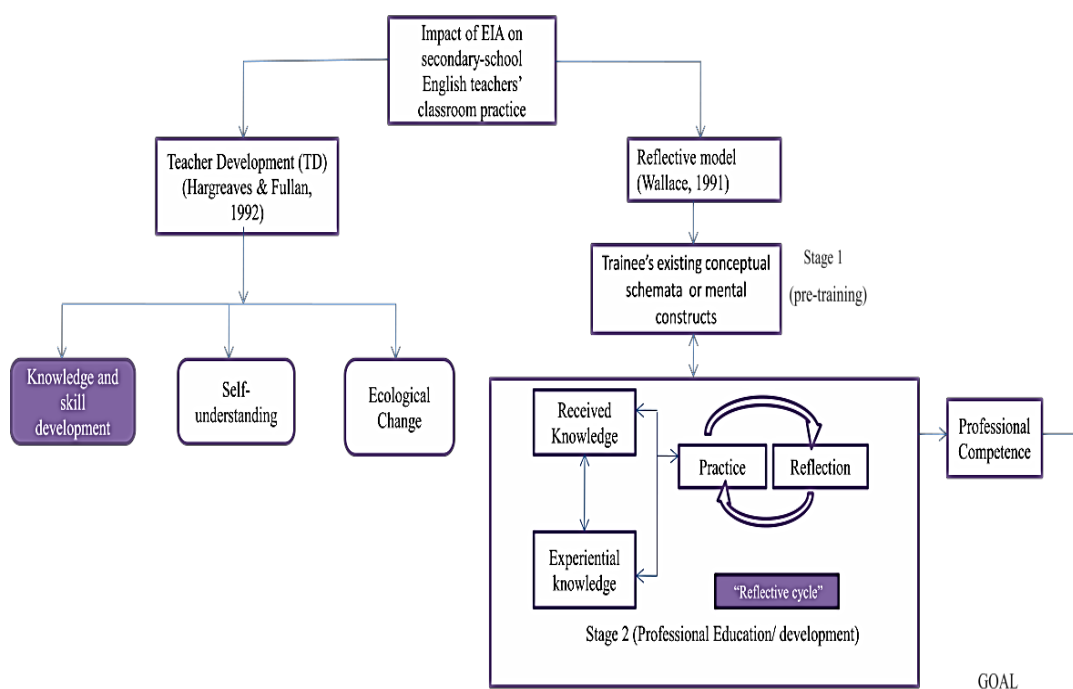 Impact of EIA on
secondary-school
English teachers'
classroom practice
Teacher Development (TD)
(Hargreaves & Fullan,
1992)
Reflective model
(Wallace, 1991)
Trainee's existing conceptual
schemata or mental
constructs
Stage 1
(pre-training)
Knowledge and
skill
development
Self-
understanding
Ecological
Change
Received
Knowledge
Practice
Reflection
Experiential
knowledge
"Reflective cycle"
Stage 2 (Professional Education/ development)
Professional
Competence
GOAL